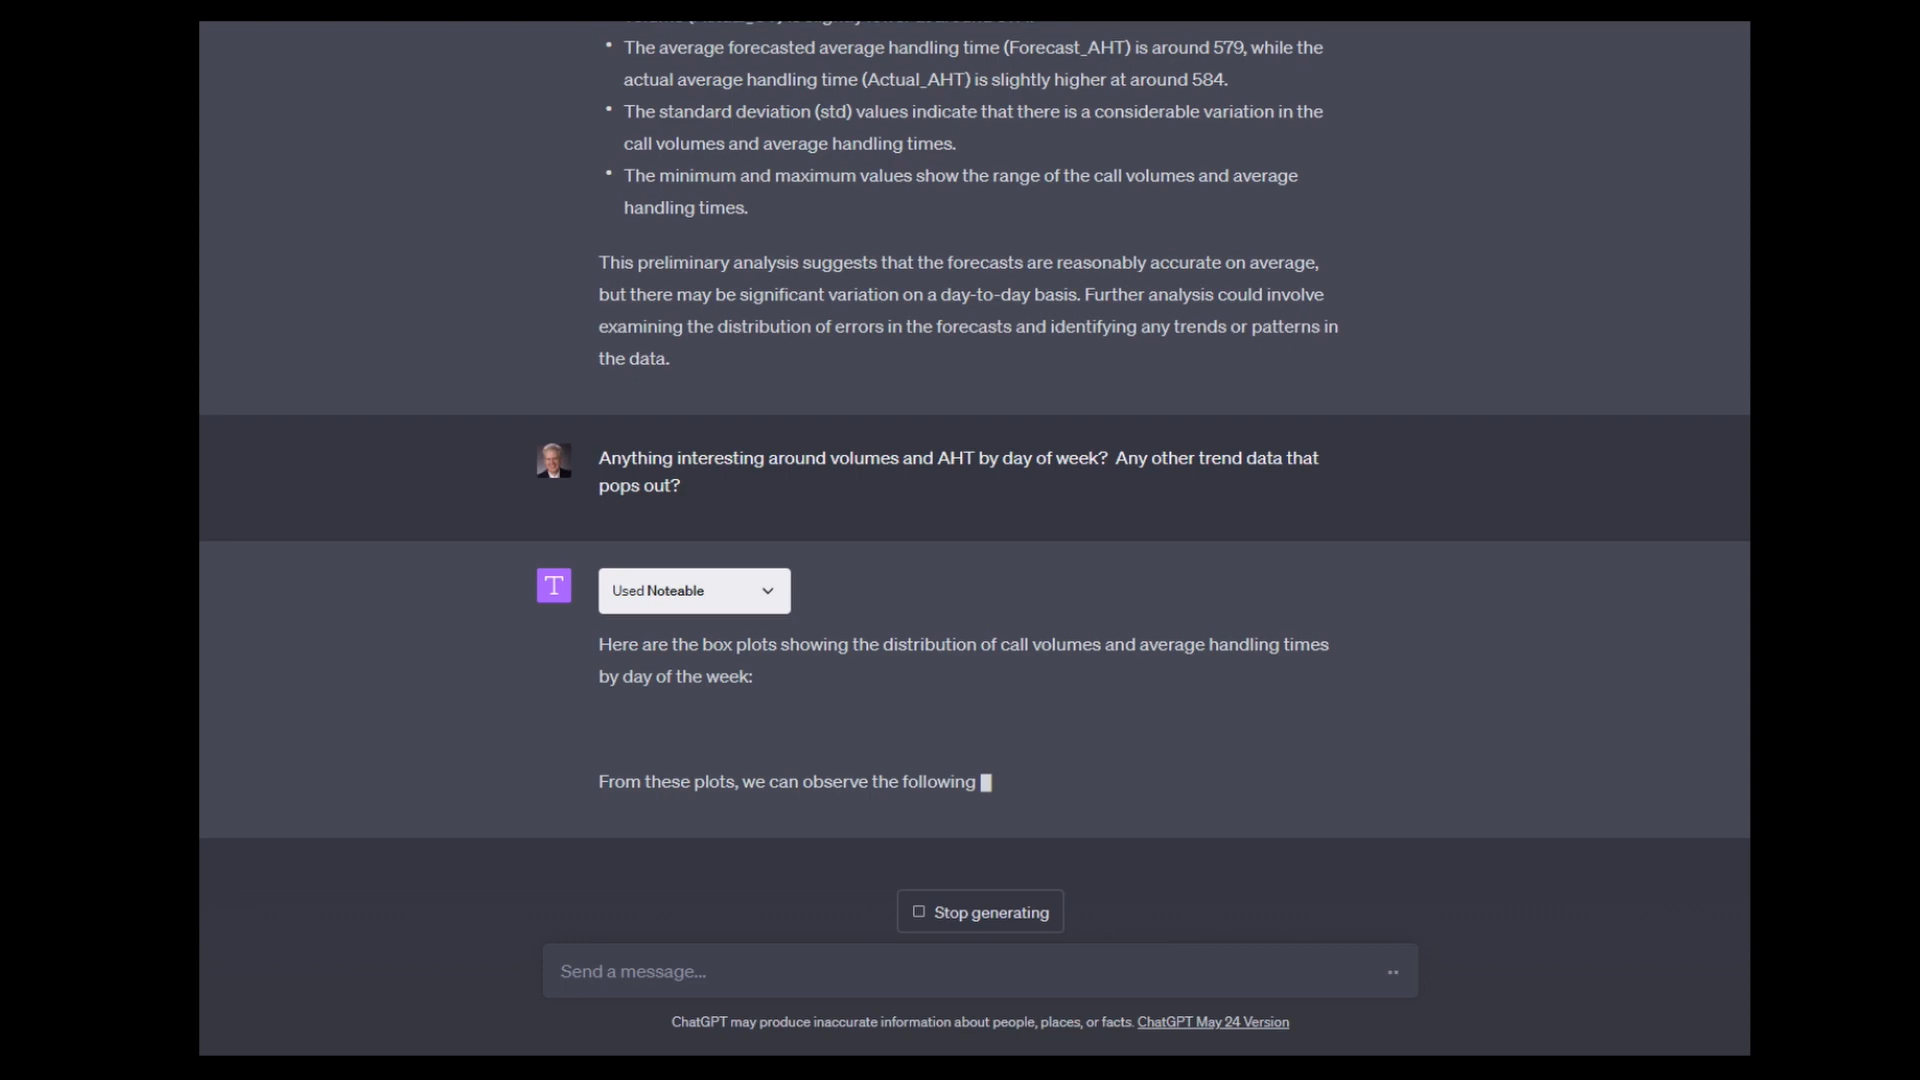 • The average forecasted average handling time (Forecast_AHT) is around 579, while the
actual average handling time (Actual_AHT) is slightly higher at around 584.
• The standard deviation (std) values indicate that there is a considerable variation in the
call volumes and average handling times.
• The minimum and maximum values show the range of the call volumes and average
handling times.
This preliminary analysis suggests that the forecasts are reasonably accurate on average,
but there may be significant variation on a day-to-day basis. Further analysis could involve
examining the distribution of errors in the forecasts and identifying any trends or patterns in
the data.
Anything interesting around volumes and AHT by day of week?  Any other trend data that
pops out?
T
Used Noteable
Here are the box plots showing the distribution of call volumes and average handling times
by day of the week:
From these plots, we can observe the following
Stop generating
Send a message...
ChatGPT may produce inaccurate information about people, places, or facts. ChatGPT May 24 Version